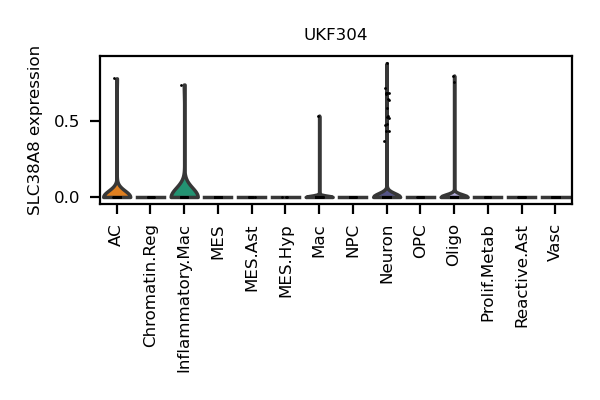 UKF304
SLC38A8 expression
0.5
0.0
AC
Chromatin.Reg
Inflammatory.Mac
MES
MES.Ast
MES.Hyp
Mac
NPC
Neuron
OPC
Oligo
Prolif.Metab
Reactive.Ast
Vasc